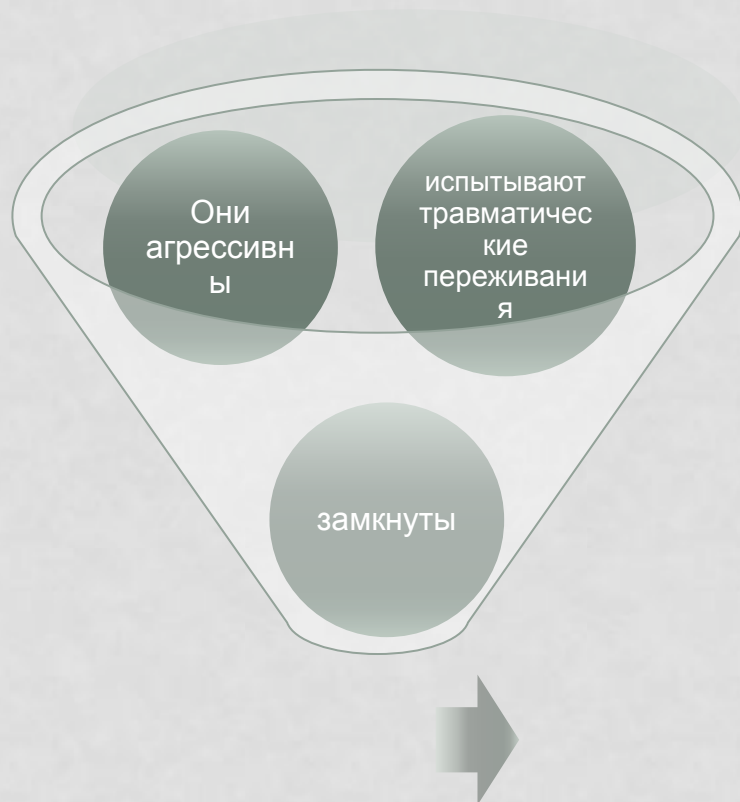 Они
агрессивн
ы
испытывают
травматичес
кие
переживани
я
замкнуты